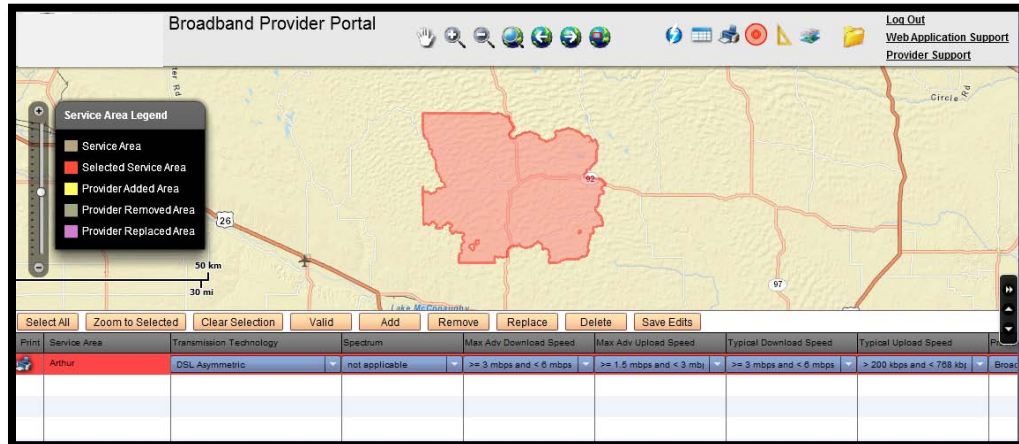 Broadband Provider Portal
Log Out
Web Application Support
Provider Support
ter Rd
Circle Rd
Service Area Legend
Service Area
Selected Service Area
Provider Added Area
Provider Removed Area
Provider Replaced Area
92
26
97
50 km
30 mi
Lake McConaughy
Select All Zoom to Selected Clear Selection Valid Add Remove Replace Delete Save Edits
Print Service Area Transmission Technology Spectrum Max Adv Download Speed Max Adv Upload Speed Typical Download Speed Typical Upload Speed
Arthur DSL Asymmetric not applicable >= 3 mbps and < 6 mbps >= 1.5 mbps and < 3 mb >= 3 mbps and < 6 mbps > 200 kbps and < 768 kb Broad